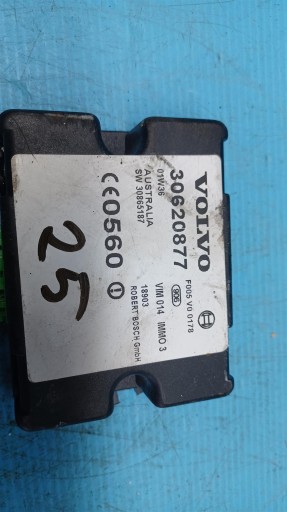 VOLVO
30620877
01W36
AUSTRALIA
SW 30865187
CE0560
F005 V0 0178
906
VIM 014 IMMO 3
18903
ROBERT BOSCH GmbH
25